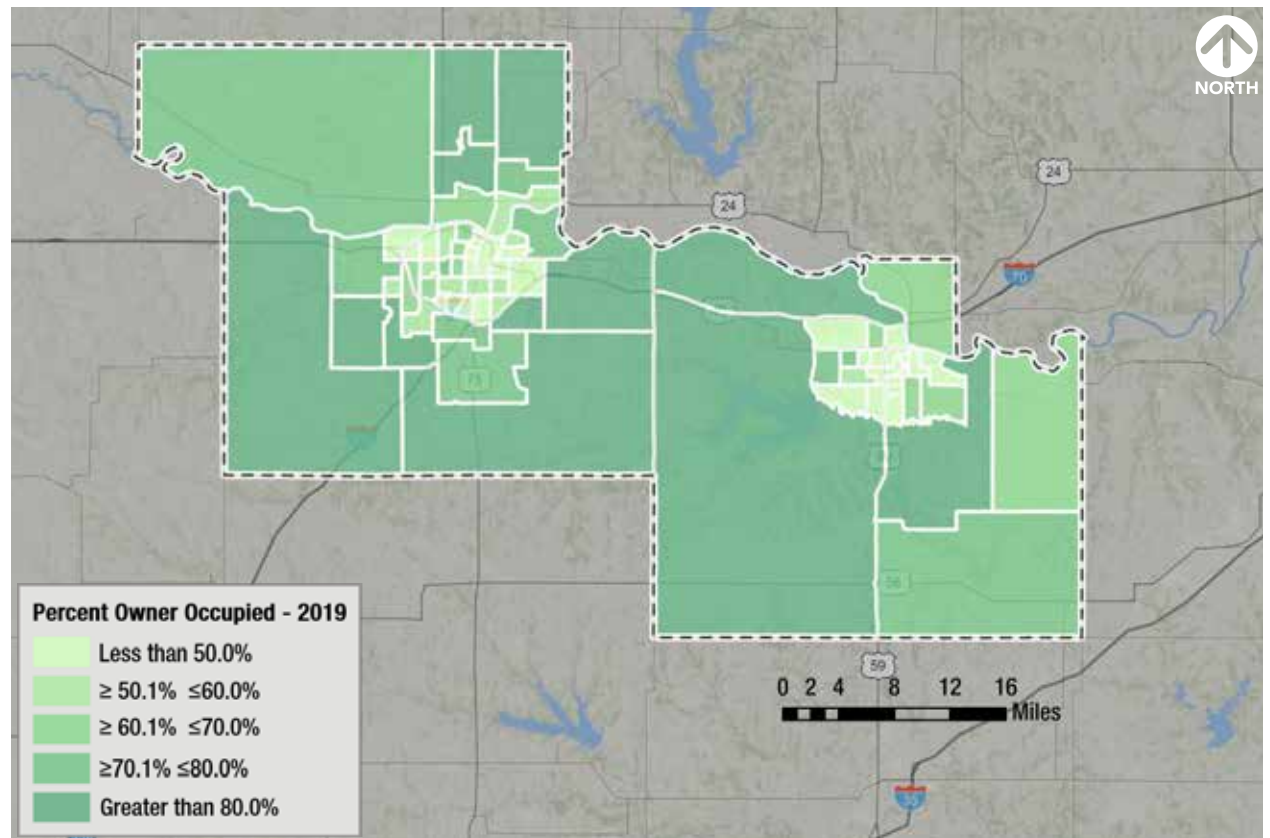 NORTH
24
24
70
75
56
59
Percent Owner Occupied - 2019
Less than 50.0%
≥ 50.1% ≤60.0%
≥ 60.1% ≤70.0%
≥70.1% ≤80.0%
Greater than 80.0%
0 2 4 8 12 16
Miles
35